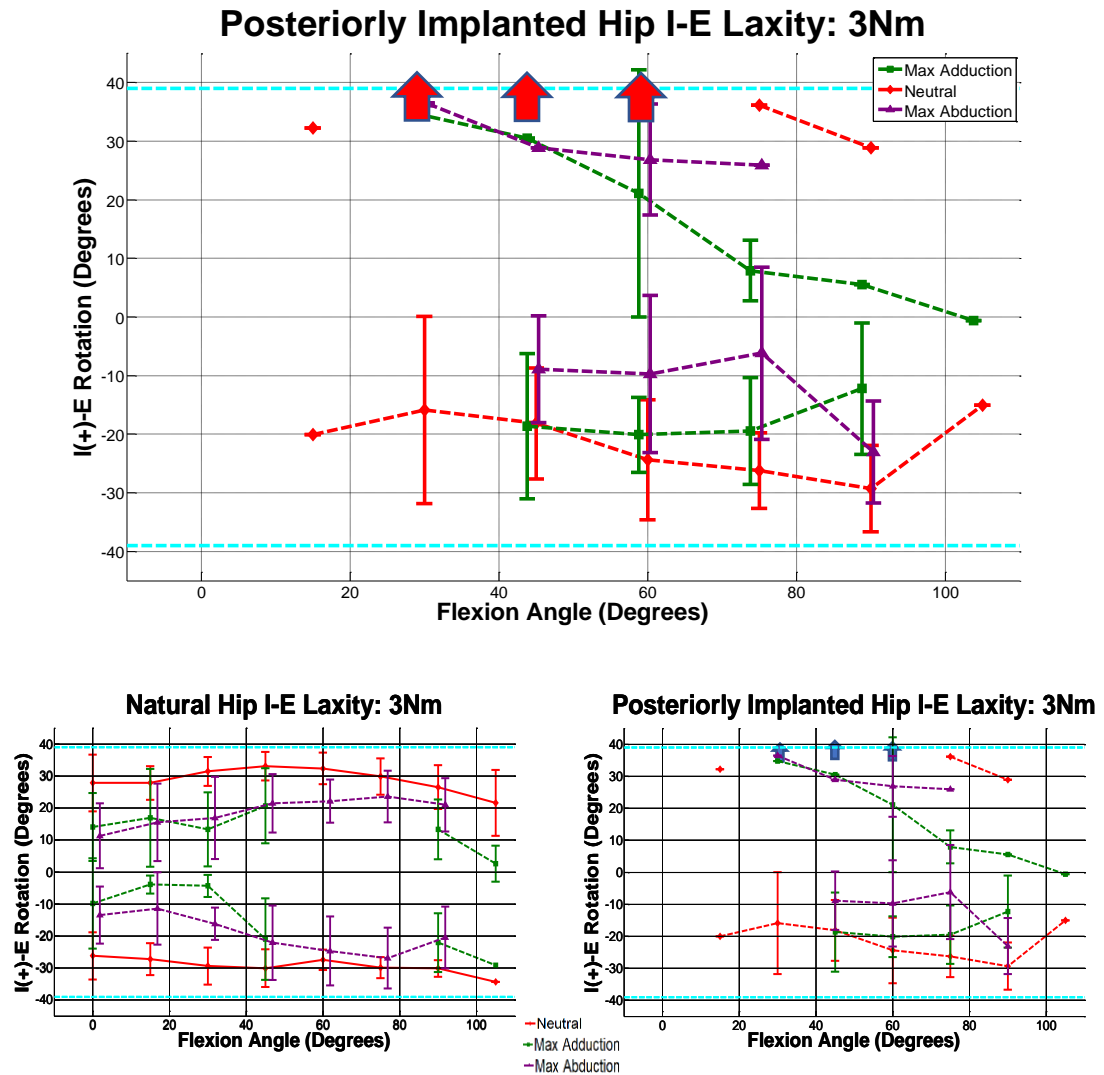 Posteriorly Implanted Hip I-E Laxity: 3Nm
Max Adduction
Neutral
Max Abduction
I(+)-E Rotation (Degrees)
40
30
20
10
0
-10
-20
-30
-40
0 20 40 60 80 100
Flexion Angle (Degrees)
Natural Hip I-E Laxity: 3Nm
I(+)-E Rotation (Degrees)
40
30
20
10
0
-10
-20
-30
-40
0 20 40 60 80 100
Flexion Angle (Degrees)
Neutral
Max Adduction
Max Abduction
Posteriorly Implanted Hip I-E Laxity: 3Nm
I(+)-E Rotation (Degrees)
40
30
20
10
0
-10
-20
-30
-40
0 20 40 60 80 100
Flexion Angle (Degrees)